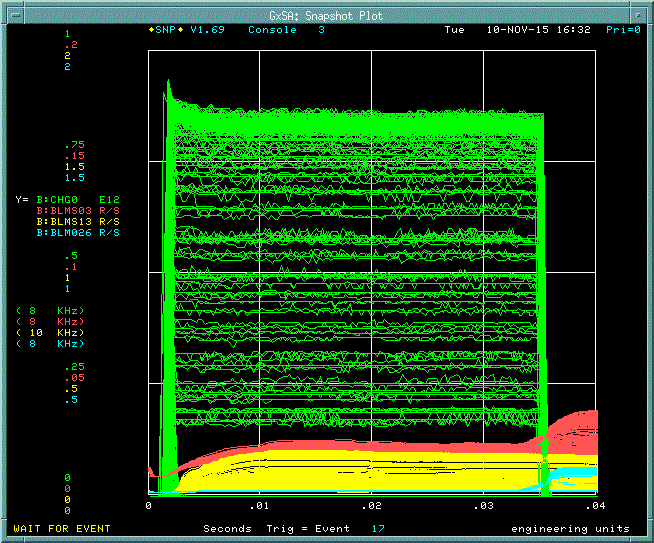 GxSA: Snapshot Plot
◆SNP◆ V1.69 Console 3 Tue 10-NOV-15 16:32 Pri=0
1
.2
2
2
.75
.15
1.5
1.5
Y= B:CHG0 E12
B:BLMS03 R/S
B:BLMS13 R/S
B:BLM026 R/S
.5
.1
1
1
( 8 KHz)
( 8 KHz)
( 10 KHz)
( 8 KHz)
.25
.05
.5
.5
0
0
0
0
0 .01 .02 .03 .04
WAIT FOR EVENT Seconds Trig = Event 17 engineering units